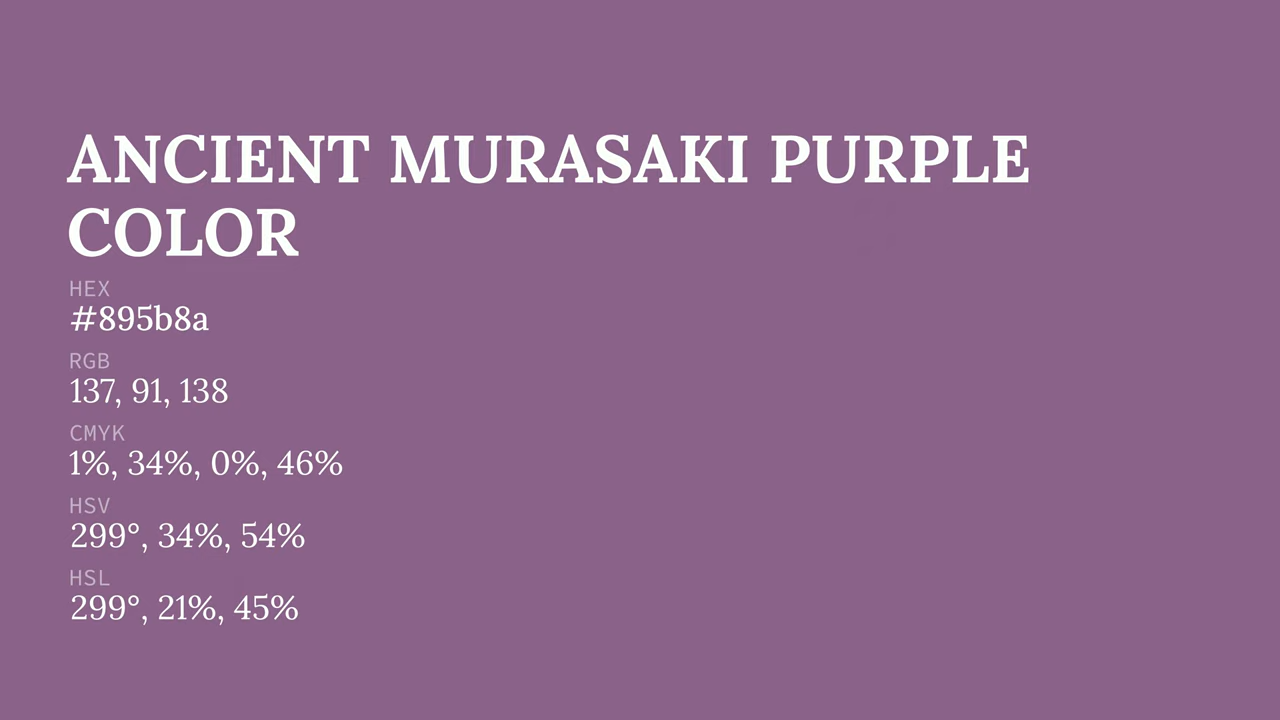 ANCIENT MURASAKI PURPLE
COLOR
HEX
#895b8a
RGB
137, 91, 138
CMYK
1%, 34%, 0%, 46%
HSV
299°, 34%, 54%
HSL
299°, 21%, 45%